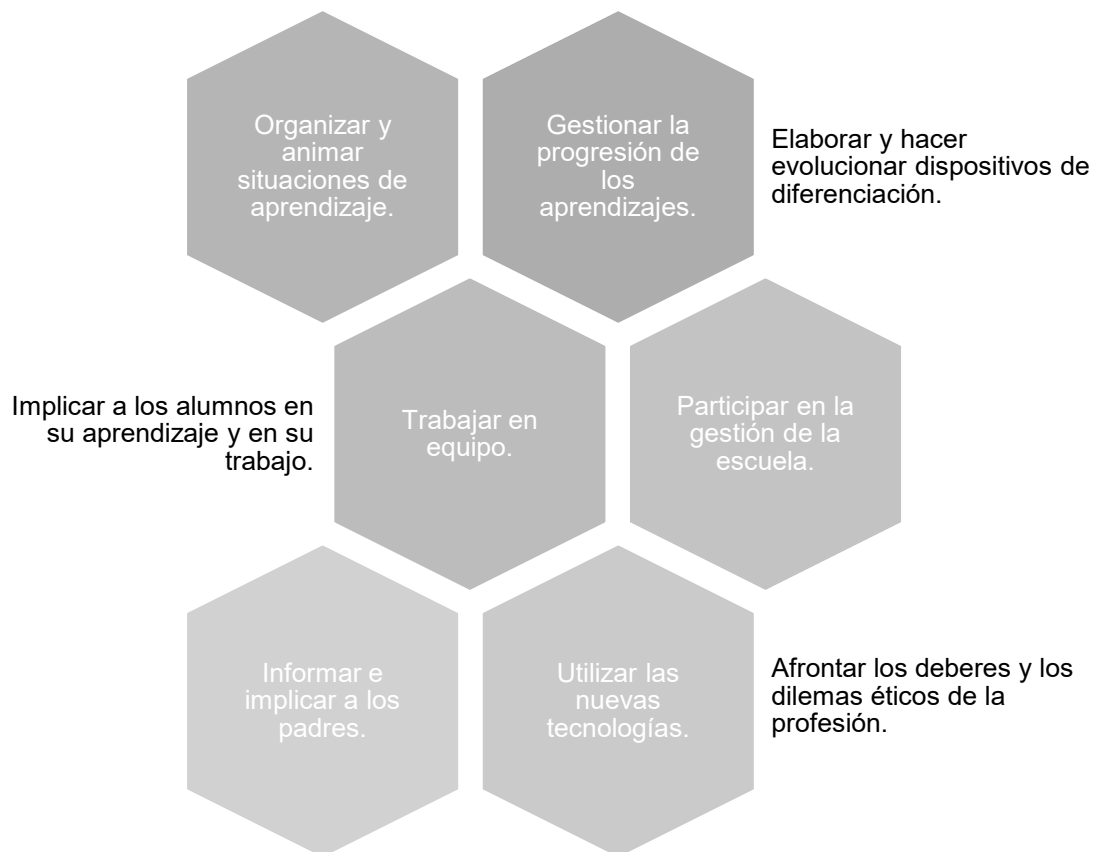 Organizar y
animar
situaciones de
aprendizaje.
Gestionar la
progresión de
los
aprendizajes.
Elaborar y hacer
evolucionar dispositivos de
diferenciación.
Implicar a los alumnos en
su aprendizaje y en su
trabajo.
Trabajar en
equipo.
Participar en la
gestión de la
escuela.
Informar e
implicar a los
padres.
Utilizar las
nuevas
tecnologías.
Afrontar los deberes y los
dilemas éticos de la
profesión.